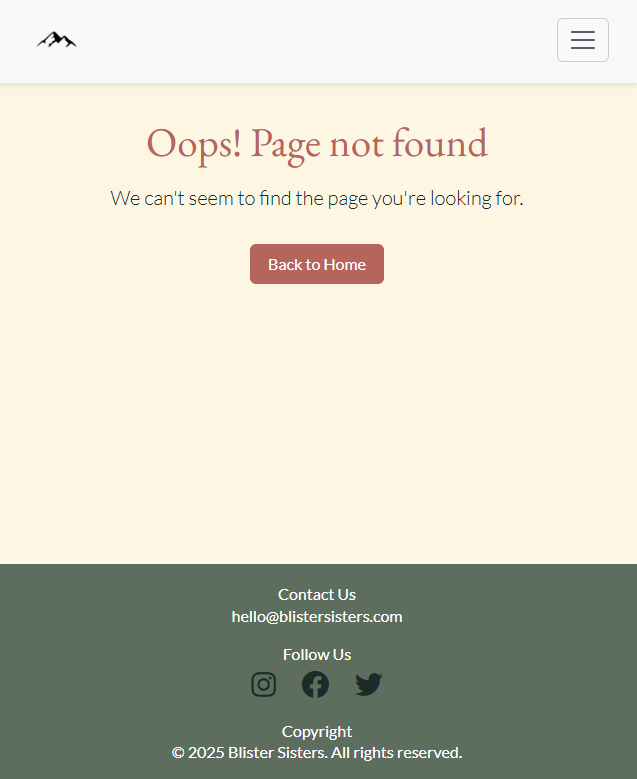 Oops! Page not found
We can't seem to find the page you're looking for.
Back to Home
Contact Us
hello@blistersisters.com
Follow Us
Copyright
© 2025 Blister Sisters. All rights reserved.